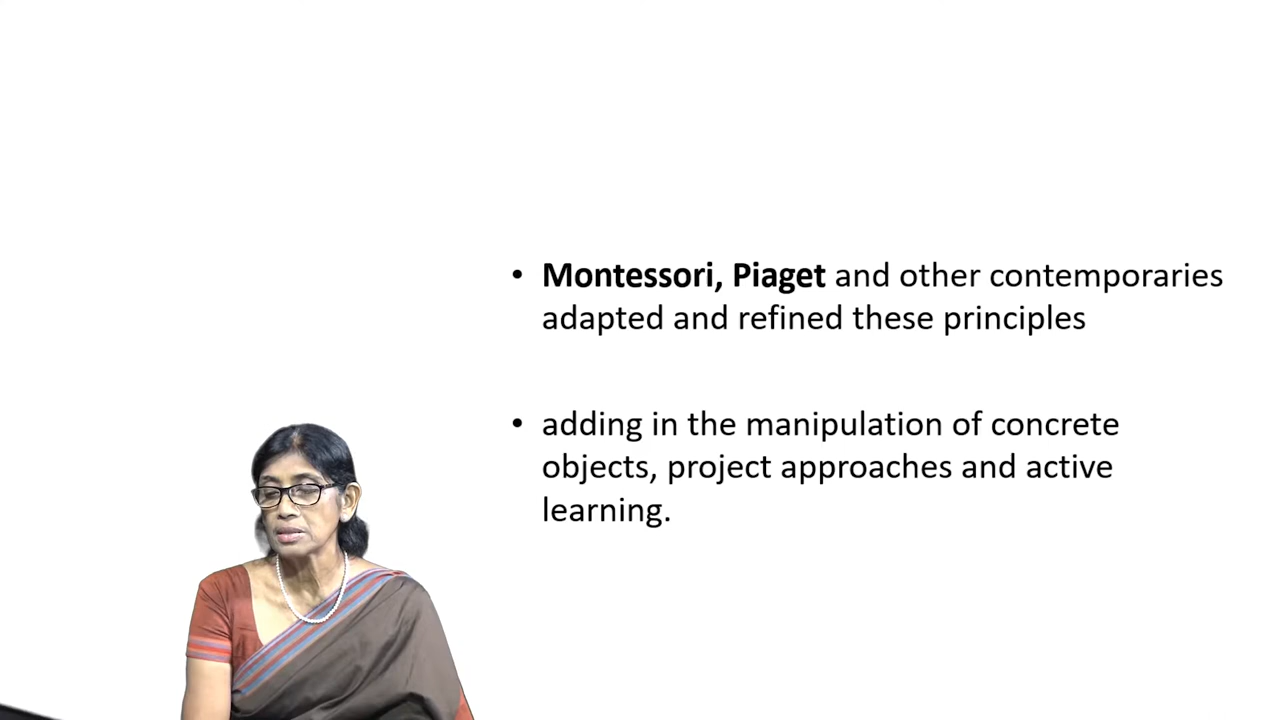 • Montessori, Piaget and other contemporaries
adapted and refined these principles
• adding in the manipulation of concrete
objects, project approaches and active
learning.